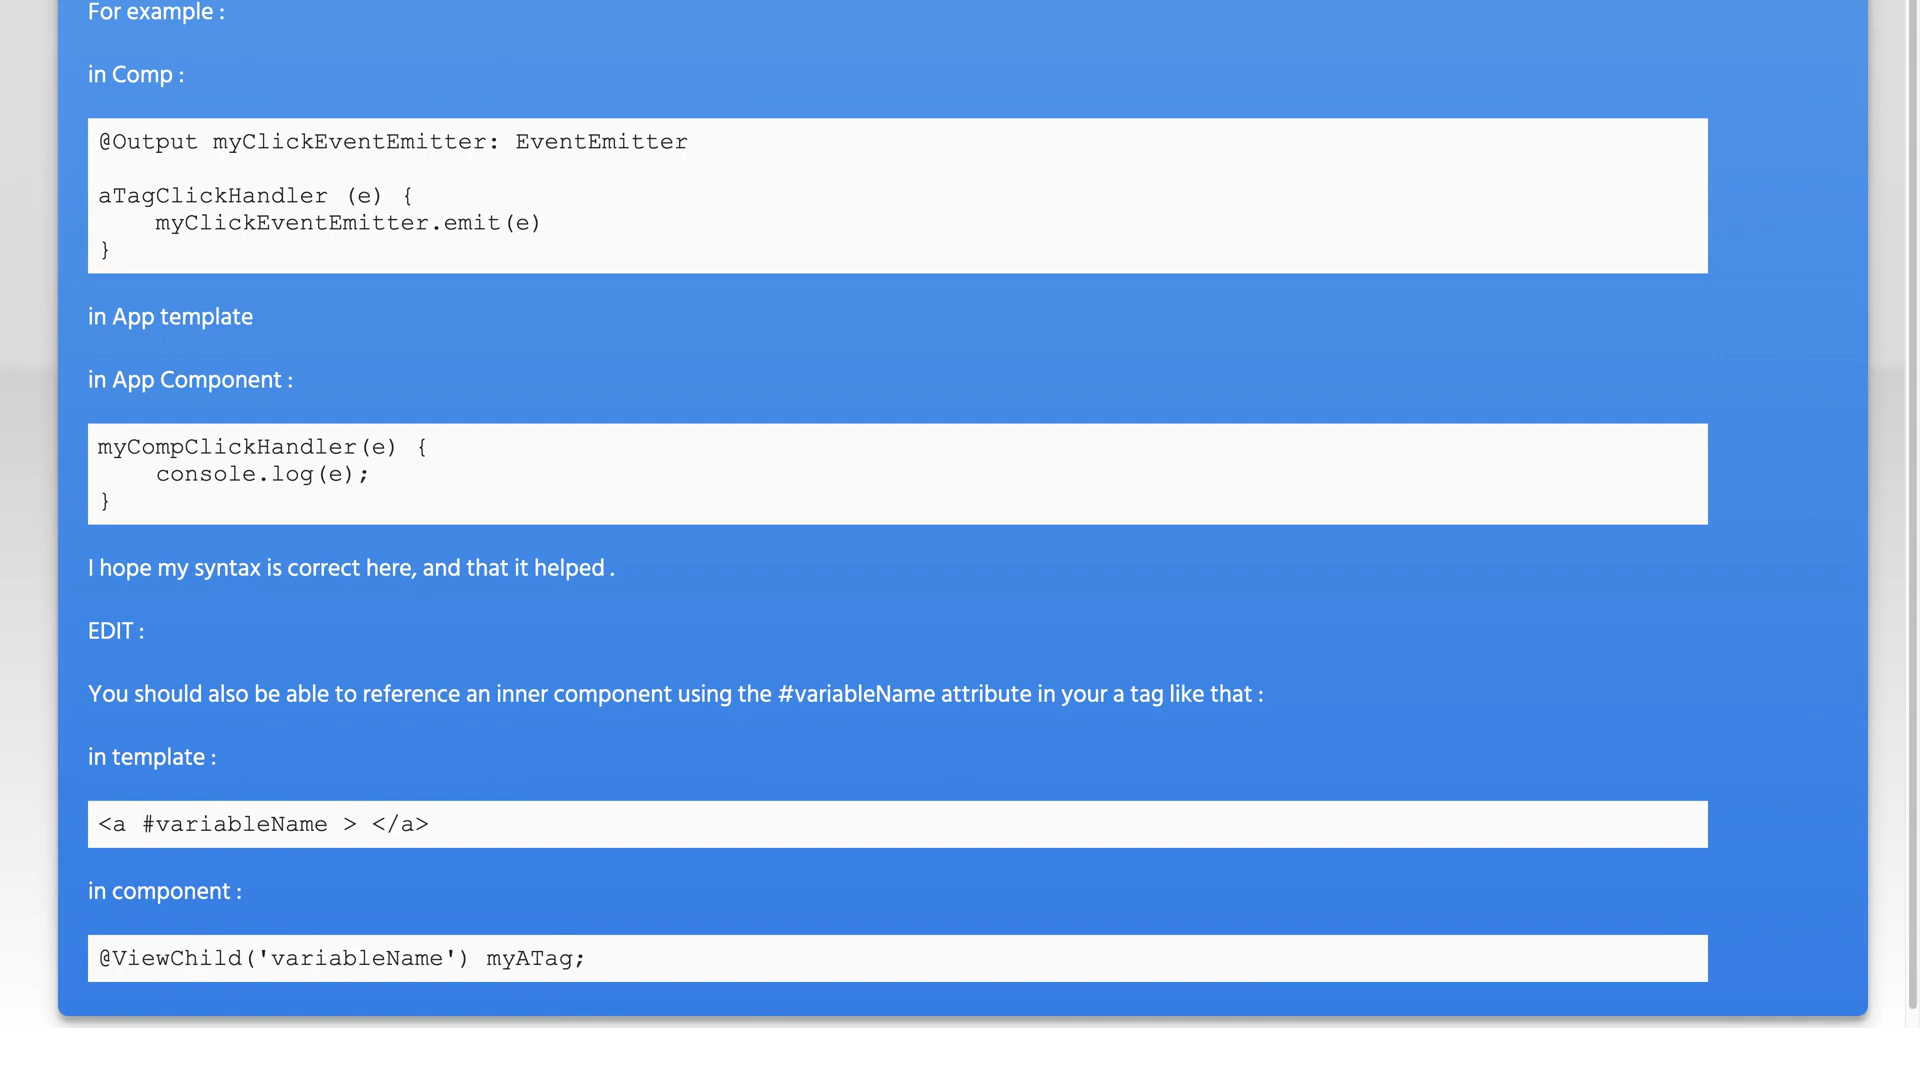 For example :
in Comp :
@Output myClickEventEmitter: EventEmitter
aTagClickHandler (e) {
    myClickEventEmitter.emit(e)
}
in App template
in App Component :
myCompClickHandler(e) {
    console.log(e);
}
I hope my syntax is correct here, and that it helped .
EDIT :
You should also be able to reference an inner component using the #variableName attribute in your a tag like that :
in template :
<a #variableName > </a>
in component :
@ViewChild('variableName') myATag;